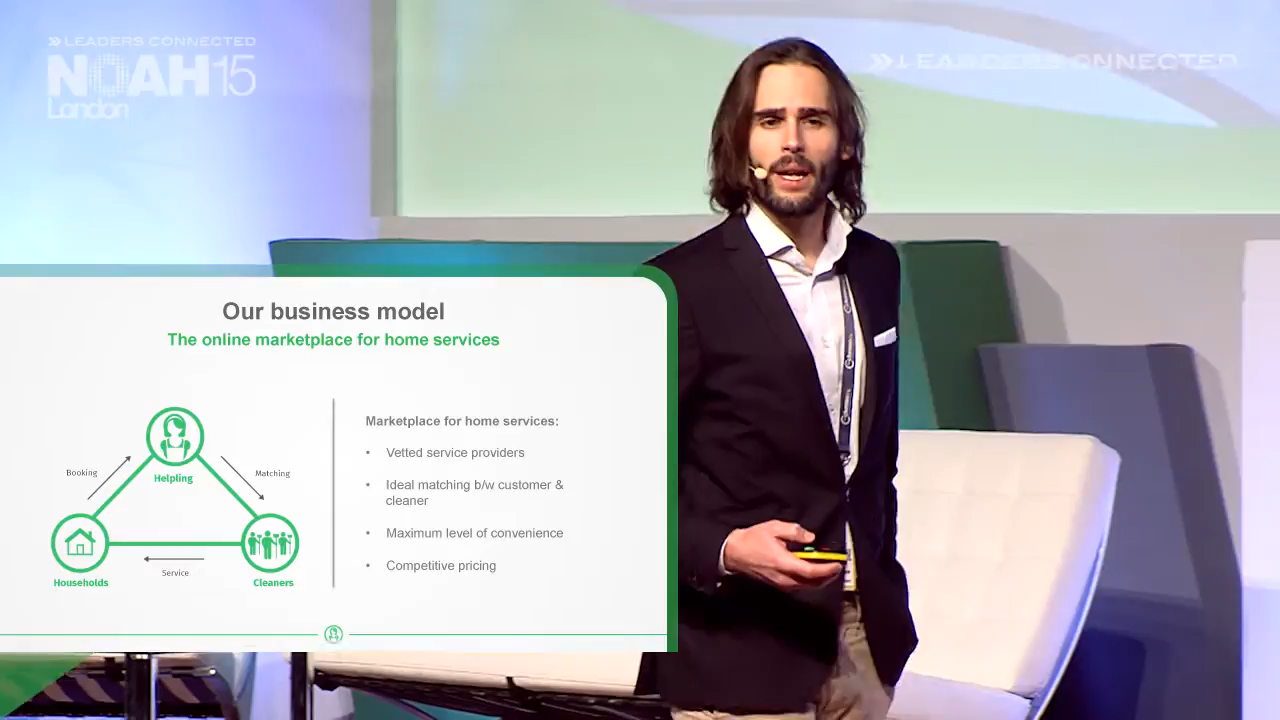 » LEADERS CONNECTED
NOAH15
London
» LEADERS CONNECTED
Our business model
The online marketplace for home services
Booking
Matching
Helpling
Service
Households
Cleaners
Marketplace for home services:
• Vetted service providers
• Ideal matching b/w customer &
cleaner
• Maximum level of convenience
• Competitive pricing